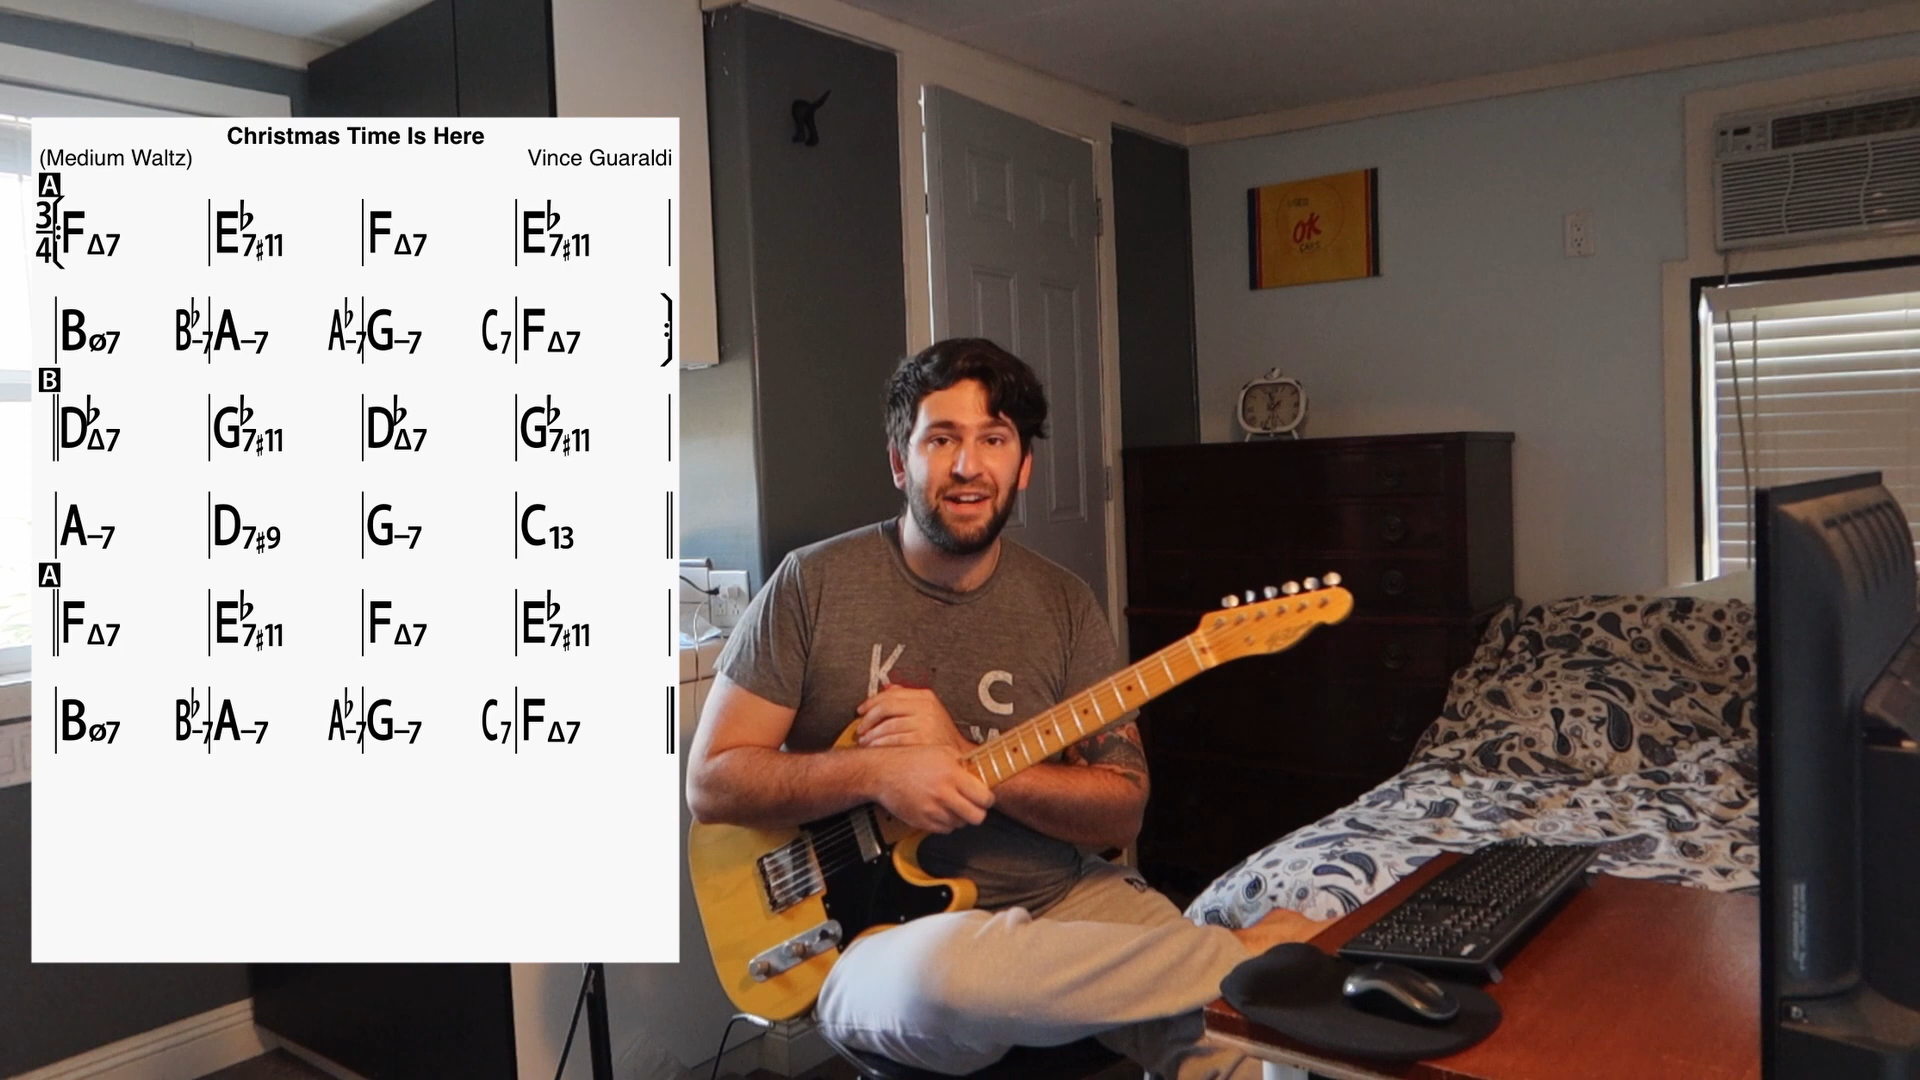 Christmas Time Is Here
(Medium Waltz) Vince Guaraldi
A
3/4 FΔ7 | E♭7♯11 | FΔ7 | E♭7♯11 |
| Bø7 B♭–7 | A–7 A♭–7 | G–7 C7 | FΔ7
B
D♭Δ7 | G♭7♯11 | D♭Δ7 | G♭7♯11 |
| A–7 | D7♯9 | G–7 | C13
A
FΔ7 | E♭7♯11 | FΔ7 | E♭7♯11 |
| Bø7 B♭–7 | A–7 A♭–7 | G–7 C7 | FΔ7
OK
K C